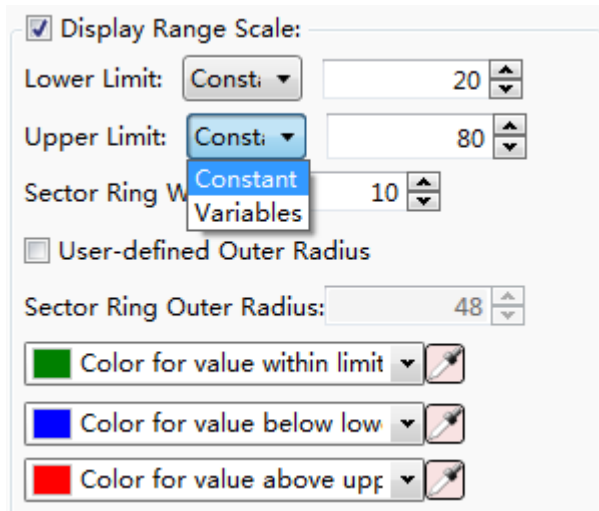 Display Range Scale:
Lower Limit: Consta 20
Upper Limit: Consta 80
Constant
Variables
Sector Ring W 10
User-defined Outer Radius
Sector Ring Outer Radius: 48
Color for value within limit
Color for value below low
Color for value above upp